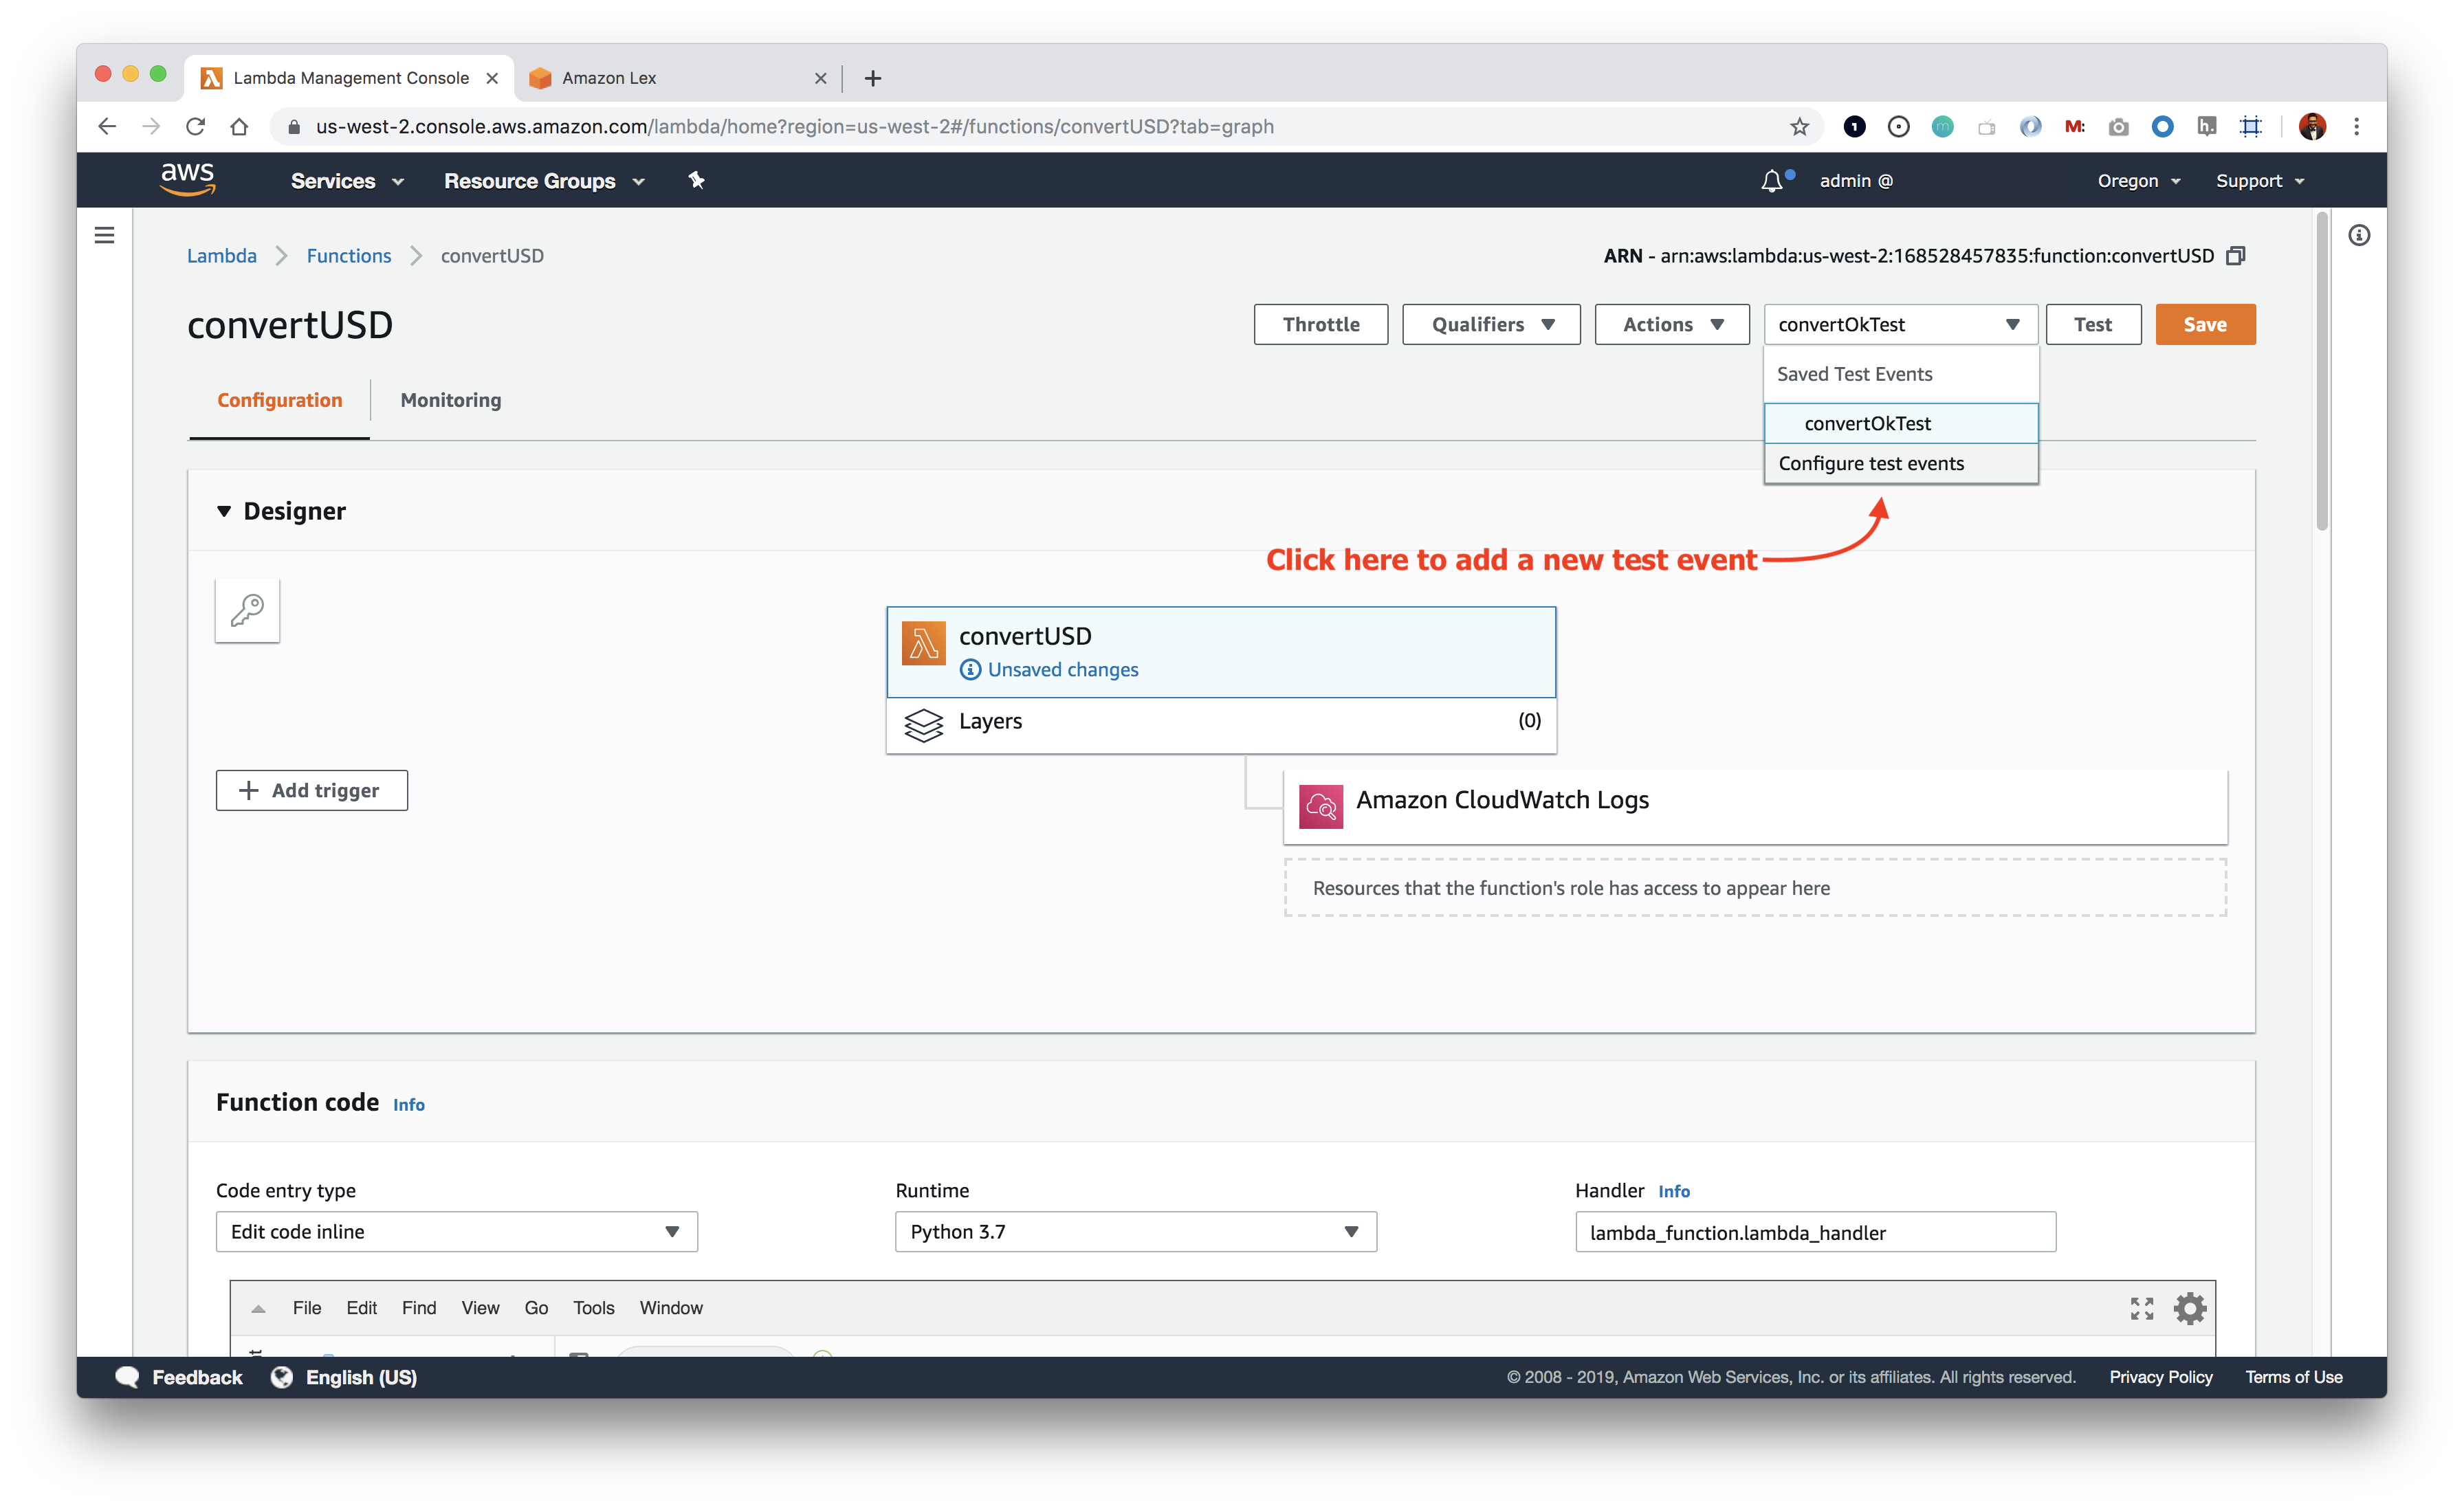 Lambda Management Console
Amazon Lex
us-west-2.console.aws.amazon.com/lambda/home?region=us-west-2#/functions/convertUSD?tab=graph
aws
Services
Resource Groups
admin @
Oregon
Support
Lambda > Functions > convertUSD
ARN - arn:aws:lambda:us-west-2:168528457835:function:convertUSD
convertUSD
Throttle
Qualifiers
Actions
convertOkTest
Test
Save
Saved Test Events
convertOkTest
Configure test events
Configuration
Monitoring
Designer
Click here to add a new test event
convertUSD
Unsaved changes
Layers
(0)
+ Add trigger
Amazon CloudWatch Logs
Resources that the function's role has access to appear here
Function code Info
Code entry type
Edit code inline
Runtime
Python 3.7
Handler Info
lambda_function.lambda_handler
File Edit Find View Go Tools Window
Feedback
English (US)
© 2008 - 2019, Amazon Web Services, Inc. or its affiliates. All rights reserved.
Privacy Policy
Terms of Use